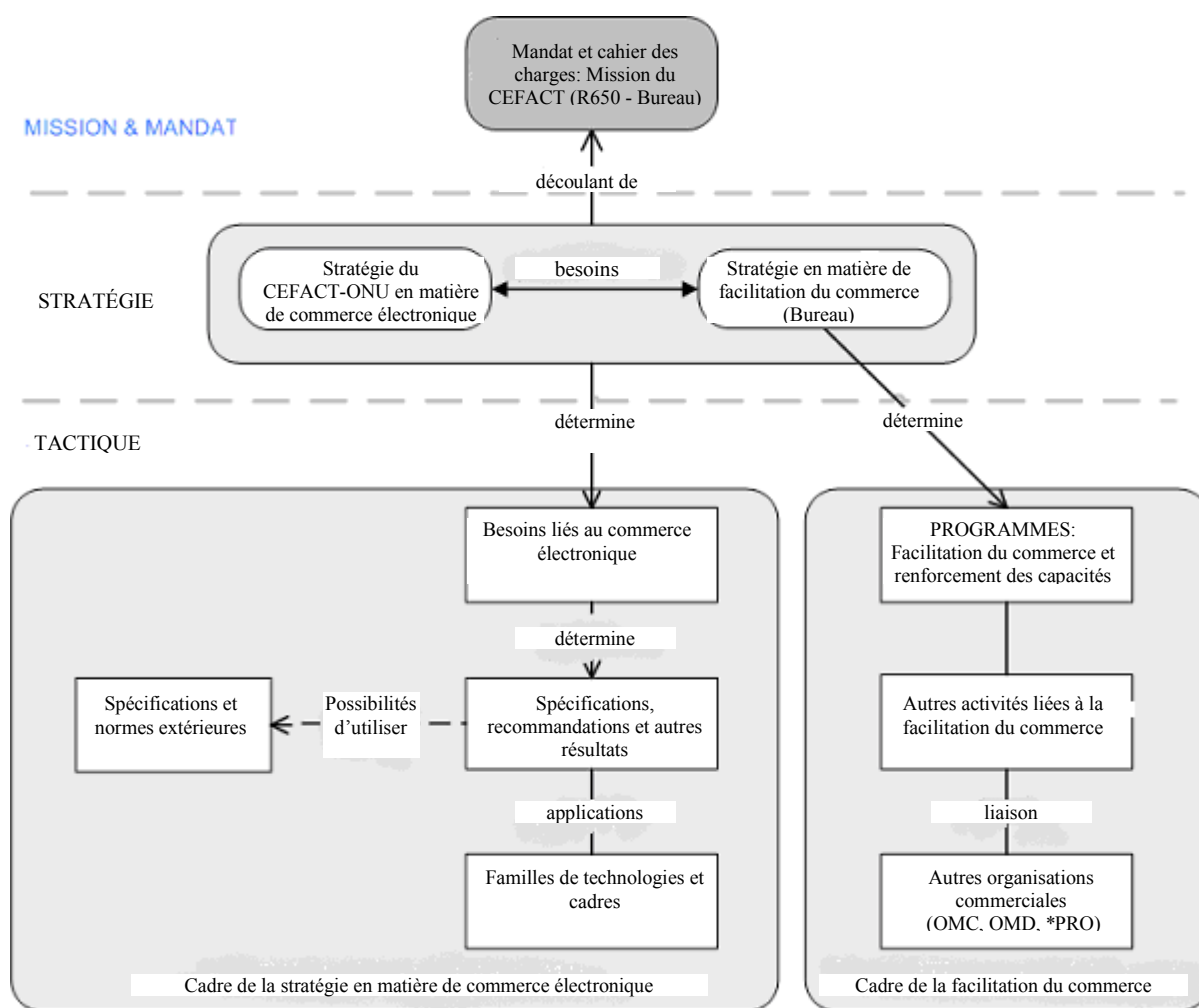 Mandat et cahier des
charges: Mission du
CEFACT (R650 - Bureau)
MISSION & MANDAT
découlant de
STRATÉGIE
Stratégie du
CEFACT-ONU en matière
de commerce électronique
besoins
Stratégie en matière de
facilitation du commerce
(Bureau)
détermine
détermine
TACTIQUE
Besoins liés au commerce
électronique
détermine
Spécifications et
normes extérieures
Possibilités
d'utiliser
Spécifications,
recommandations et autres
résultats
applications
Familles de technologies et
cadres
Cadre de la stratégie en matière de commerce électronique
PROGRAMMES:
Facilitation du commerce et
renforcement des capacités
Autres activités liées à la
facilitation du commerce
liaison
Autres organisations
commerciales
(OMC, OMD, *PRO)
Cadre de la facilitation du commerce